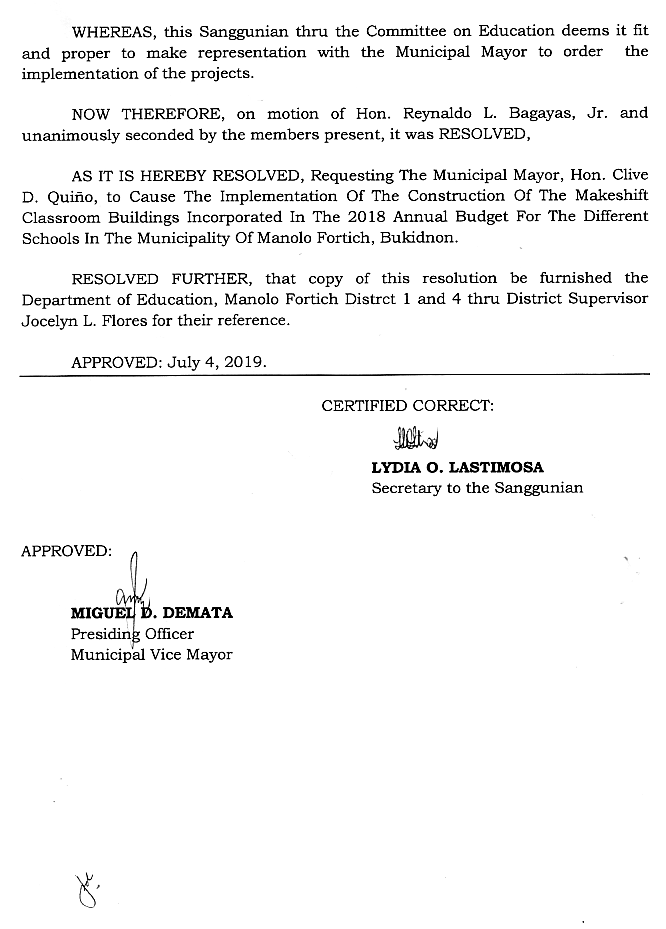 WHEREAS, this Sanggunian thru the Committee on Education deems it fit
and proper to make representation with the Municipal Mayor to order the
implementation of the projects.
NOW THEREFORE, on motion of Hon. Reynaldo L. Bagayas, Jr. and
unanimously seconded by the members present, it was RESOLVED,
AS IT IS HEREBY RESOLVED, Requesting The Municipal Mayor, Hon. Clive
D. Quiño, to Cause The Implementation Of The Construction Of The Makeshift
Classroom Buildings Incorporated In The 2018 Annual Budget For The Different
Schools In The Municipality Of Manolo Fortich, Bukidnon.
RESOLVED FURTHER, that copy of this resolution be furnished the
Department of Education, Manolo Fortich Distrct 1 and 4 thru District Supervisor
Jocelyn L. Flores for their reference.
APPROVED: July 4, 2019.
CERTIFIED CORRECT:
LYDIA O. LASTIMOSA
Secretary to the Sanggunian
APPROVED:
MIGUEL D. DEMATA
Presiding Officer
Municipal Vice Mayor